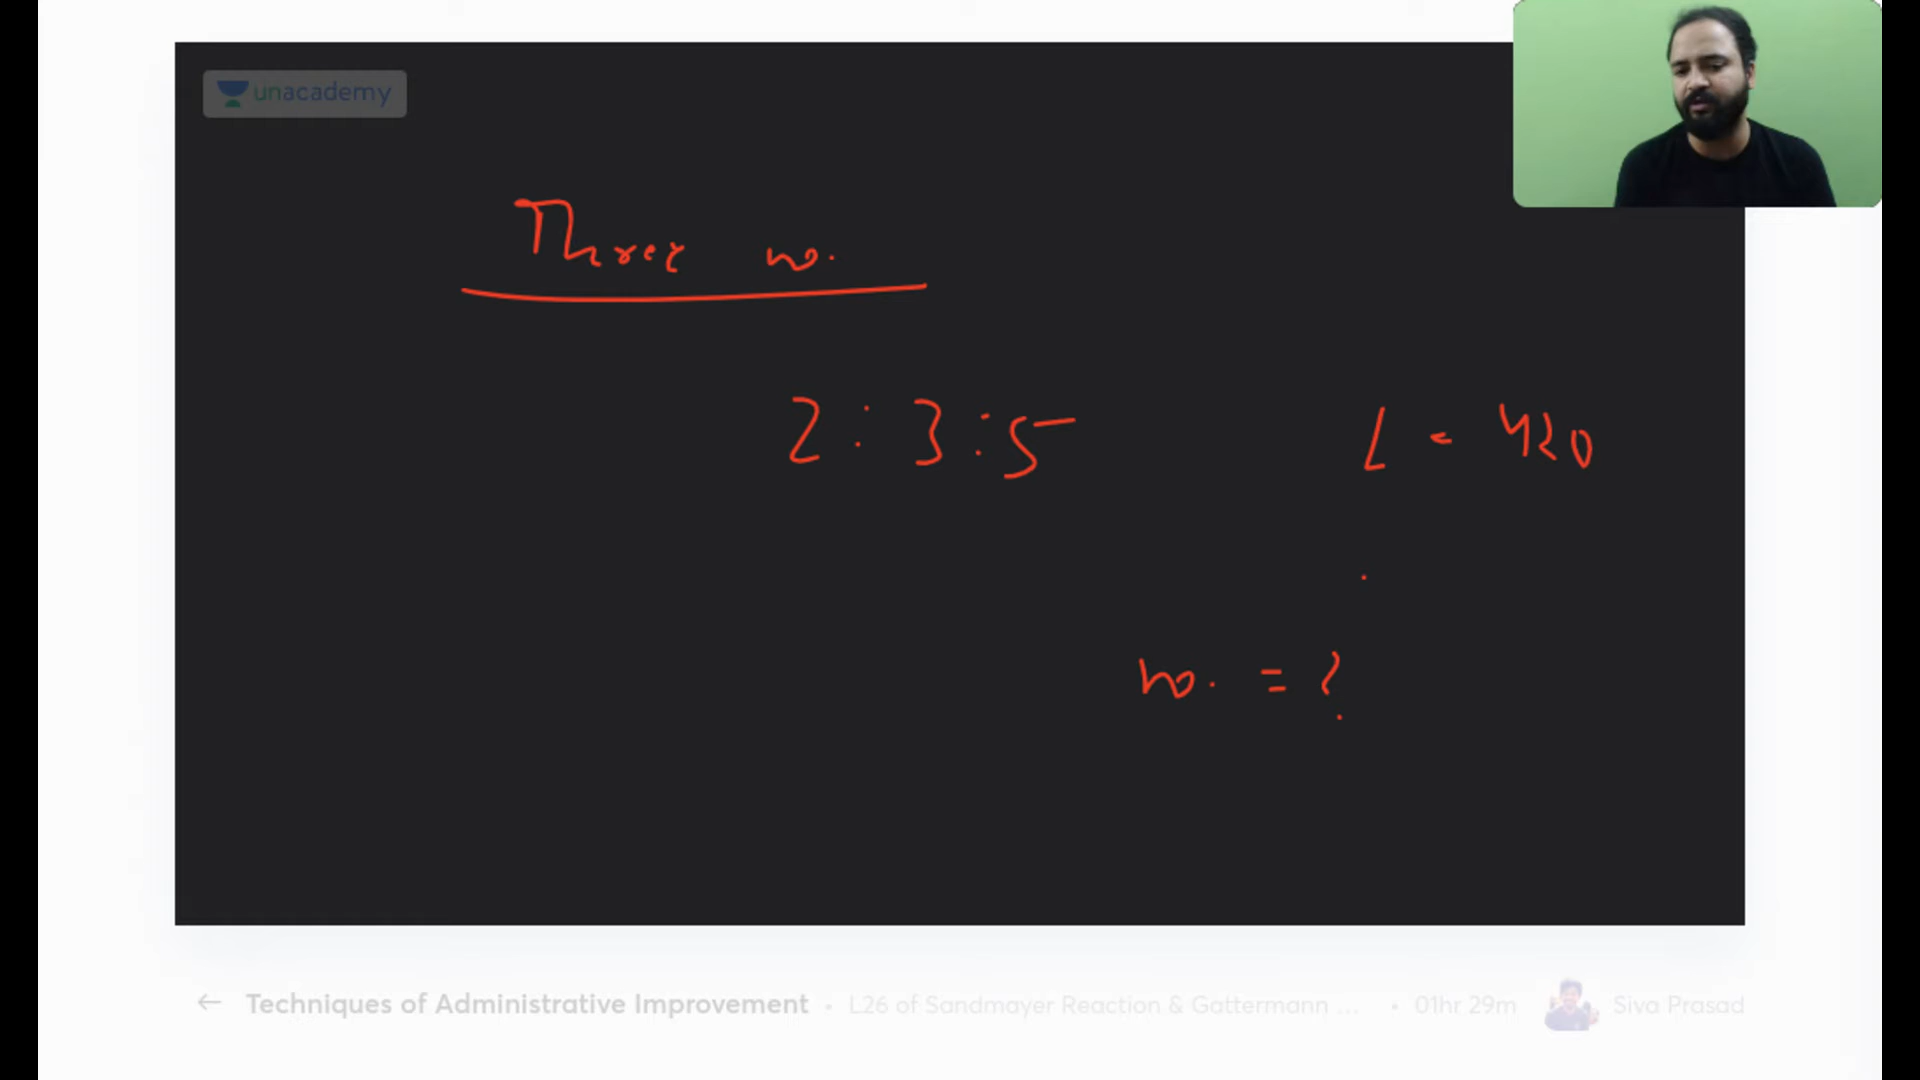 unacademy
Three no.
2 : 3 : 5
L = 420
no. = ?
← Techniques of Administrative Improvement • L26 of Sandmayer Reaction & Gattermann ... • 01hr 29m Siva Prasad